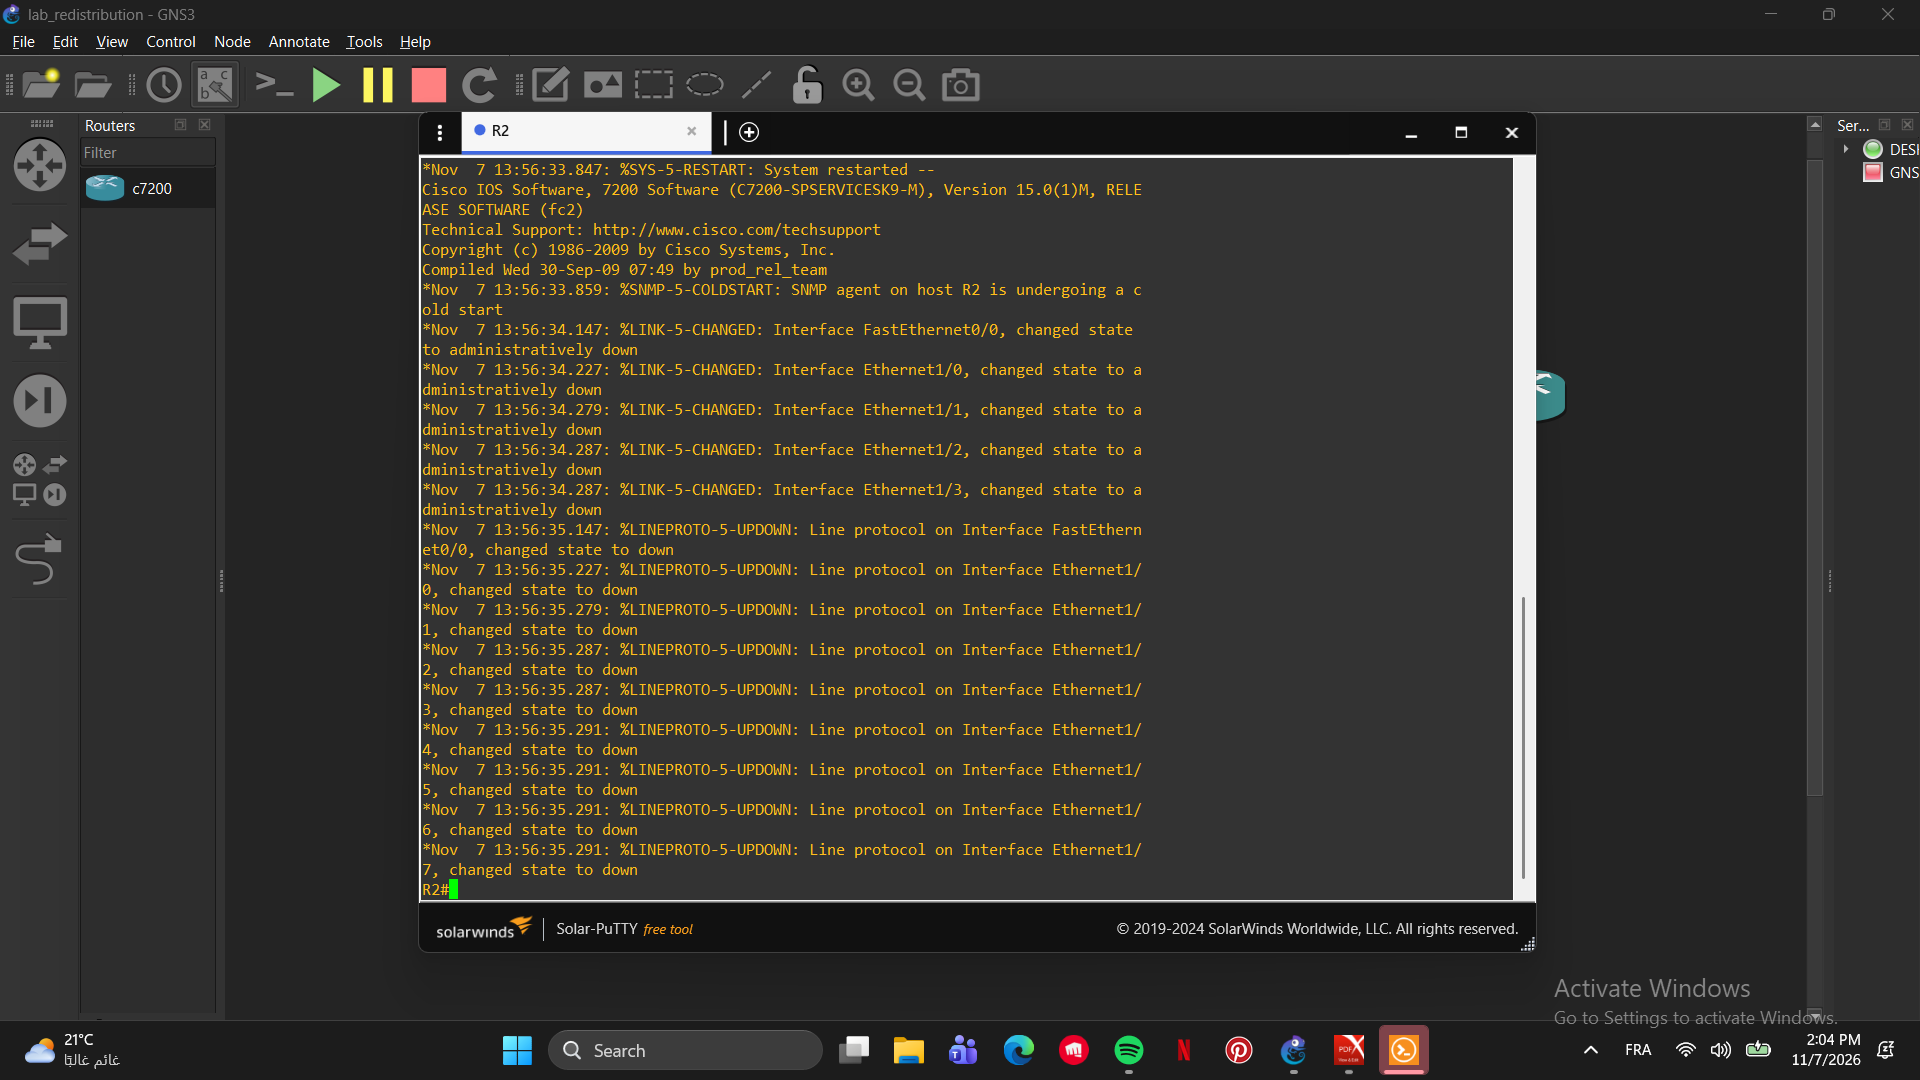 lab_redistribution - GNS3
File Edit View Control Node Annotate Tools Help
Routers
Filter
c7200
R2
Ser...
DESI
GNS
*Nov  7 13:56:33.847: %SYS-5-RESTART: System restarted --
Cisco IOS Software, 7200 Software (C7200-SPSERVICESK9-M), Version 15.0(1)M, RELE
ASE SOFTWARE (fc2)
Technical Support: http://www.cisco.com/techsupport
Copyright (c) 1986-2009 by Cisco Systems, Inc.
Compiled Wed 30-Sep-09 07:49 by prod_rel_team
*Nov  7 13:56:33.859: %SNMP-5-COLDSTART: SNMP agent on host R2 is undergoing a c
old start
*Nov  7 13:56:34.147: %LINK-5-CHANGED: Interface FastEthernet0/0, changed state
to administratively down
*Nov  7 13:56:34.227: %LINK-5-CHANGED: Interface Ethernet1/0, changed state to a
dministratively down
*Nov  7 13:56:34.279: %LINK-5-CHANGED: Interface Ethernet1/1, changed state to a
dministratively down
*Nov  7 13:56:34.287: %LINK-5-CHANGED: Interface Ethernet1/2, changed state to a
dministratively down
*Nov  7 13:56:34.287: %LINK-5-CHANGED: Interface Ethernet1/3, changed state to a
dministratively down
*Nov  7 13:56:35.147: %LINEPROTO-5-UPDOWN: Line protocol on Interface FastEthern
et0/0, changed state to down
*Nov  7 13:56:35.227: %LINEPROTO-5-UPDOWN: Line protocol on Interface Ethernet1/
0, changed state to down
*Nov  7 13:56:35.279: %LINEPROTO-5-UPDOWN: Line protocol on Interface Ethernet1/
1, changed state to down
*Nov  7 13:56:35.287: %LINEPROTO-5-UPDOWN: Line protocol on Interface Ethernet1/
2, changed state to down
*Nov  7 13:56:35.287: %LINEPROTO-5-UPDOWN: Line protocol on Interface Ethernet1/
3, changed state to down
*Nov  7 13:56:35.291: %LINEPROTO-5-UPDOWN: Line protocol on Interface Ethernet1/
4, changed state to down
*Nov  7 13:56:35.291: %LINEPROTO-5-UPDOWN: Line protocol on Interface Ethernet1/
5, changed state to down
*Nov  7 13:56:35.291: %LINEPROTO-5-UPDOWN: Line protocol on Interface Ethernet1/
6, changed state to down
*Nov  7 13:56:35.291: %LINEPROTO-5-UPDOWN: Line protocol on Interface Ethernet1/
7, changed state to down
R2#
solarwinds Solar-PuTTY free tool © 2019-2024 SolarWinds Worldwide, LLC. All rights reserved.
Activate Windows
Go to Settings to activate Windows.
21°C
غائم غالبًا
Search
FRA
2:04 PM
11/7/2026